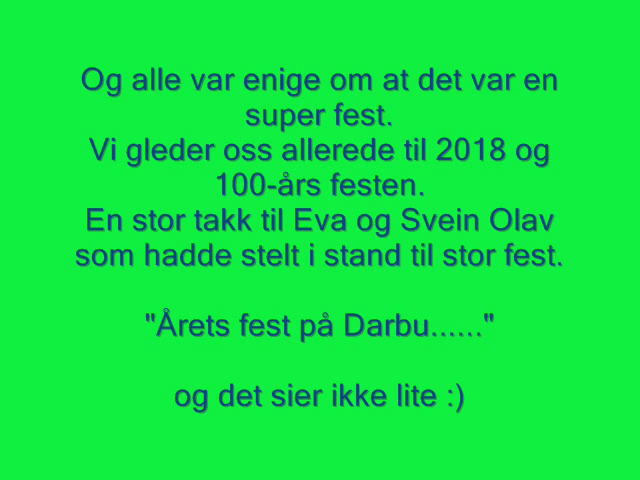 Og alle var enige om at det var en
super fest.
Vi gleder oss allerede til 2018 og
100-års festen.
En stor takk til Eva og Svein Olav
som hadde stelt i stand til stor fest.
"Årets fest på Darbu......"
og det sier ikke lite :)